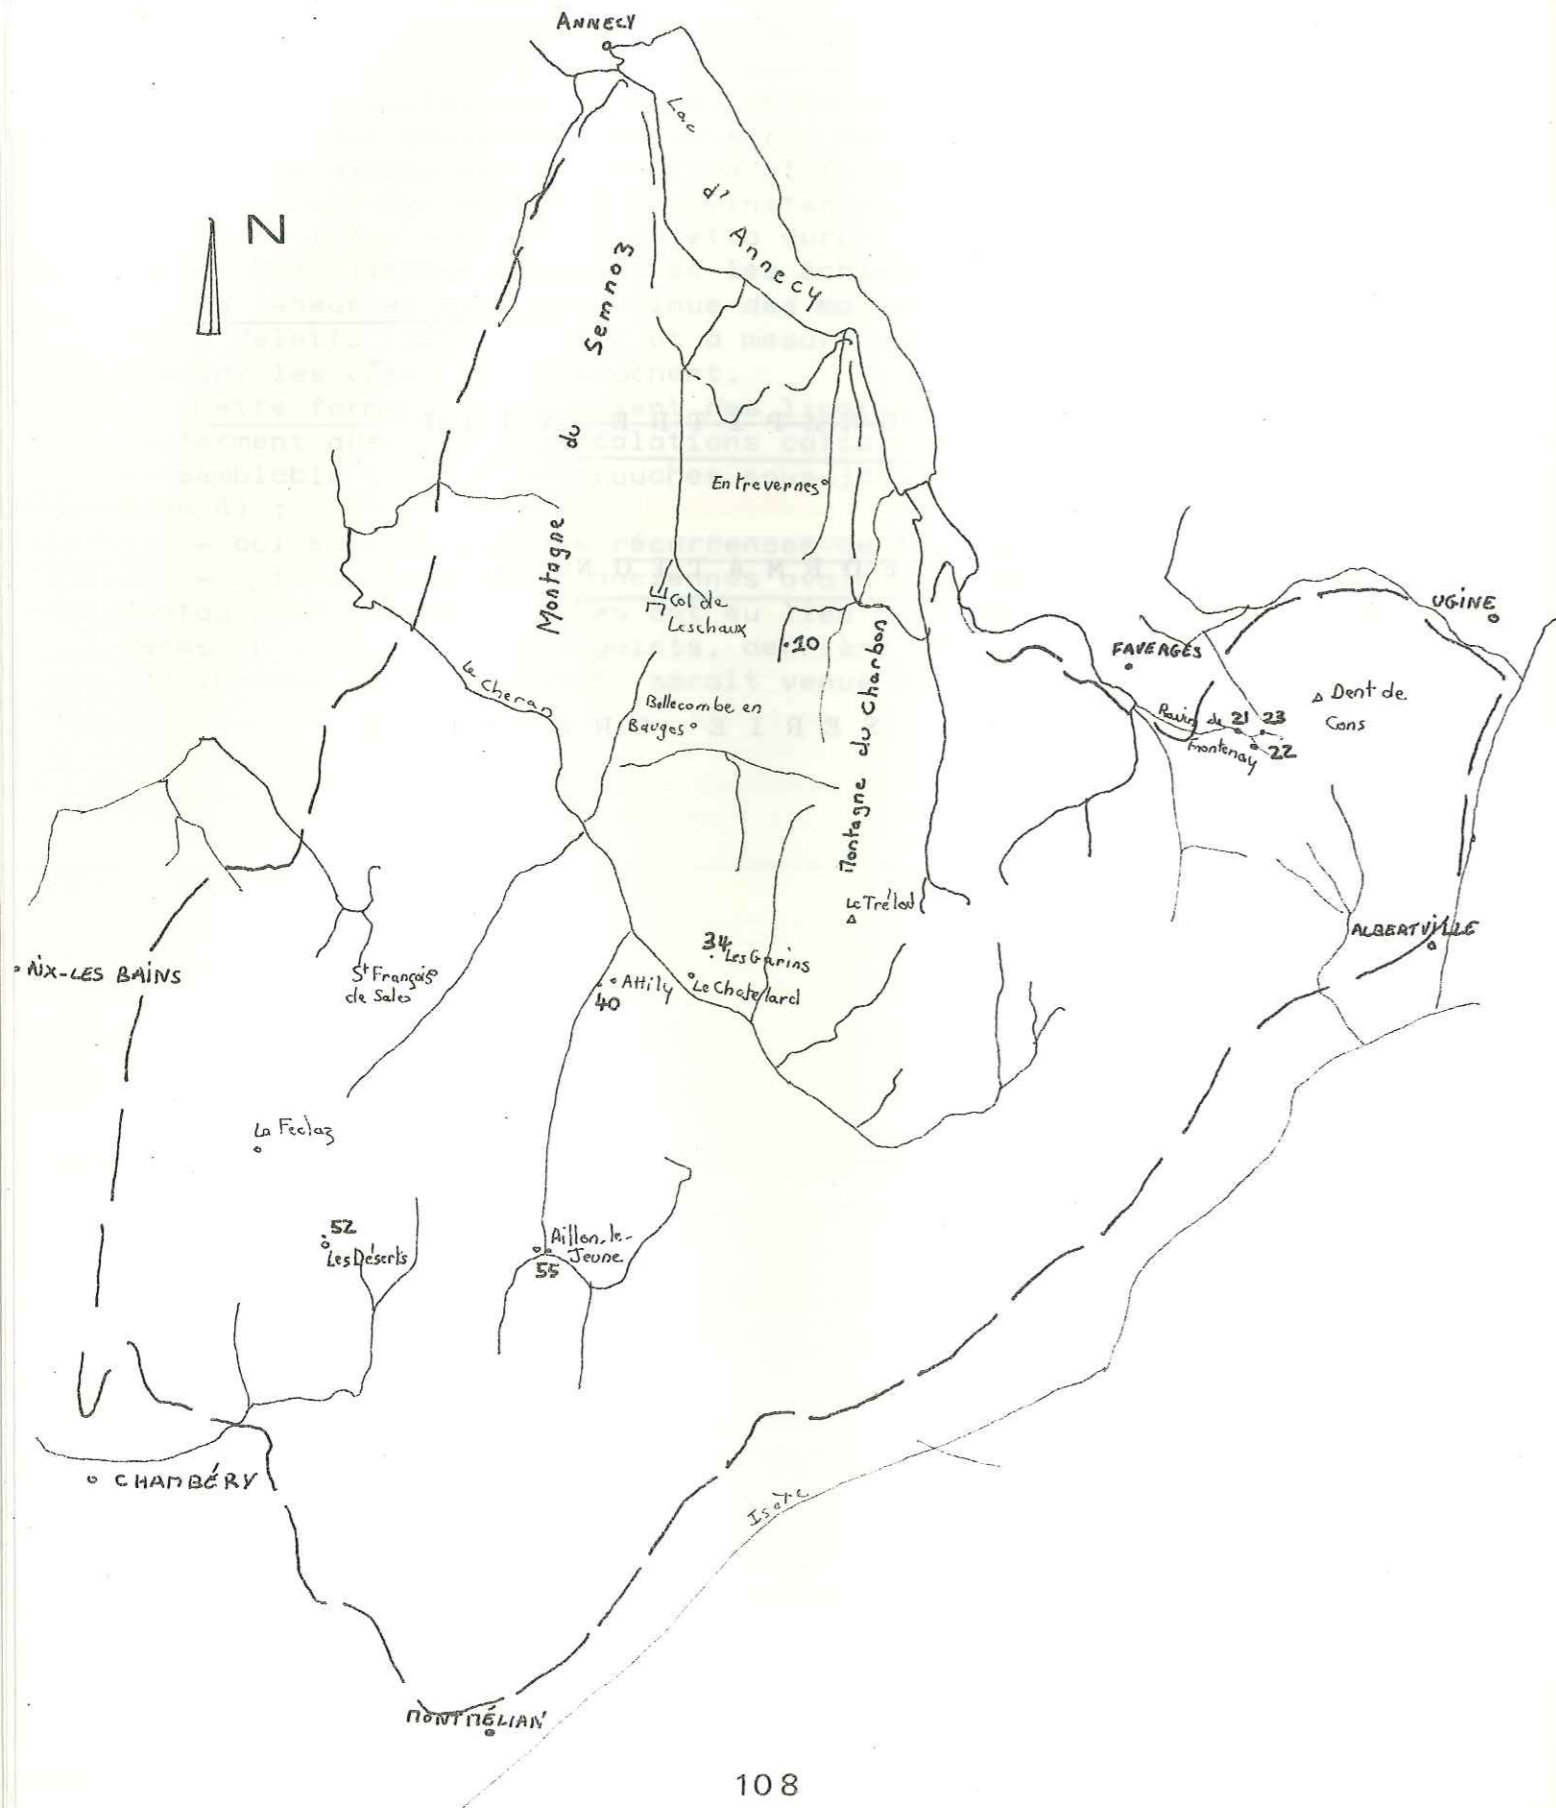 ANNECY
Lac
d'
Annecy
N
Montagne du Semnoz
Entrevernes
Col de
Leschaux
10
Montagne du Charbon
UGINE
FAVERGES
Dent de
Cons
Ravin de
Frontenay
21 23
22
Le Cheran
Bellecombe en
Bauges
Le Trélod
ALBERTVILLE
34
Les Garins
AIX-LES BAINS
St François
de Sales
Attily
40
Le Chatelard
La Feclaz
52
Les Déserts
Aillon-le-
Jeune
55
CHAMBÉRY
Isère
MONTMÉLIAN
108